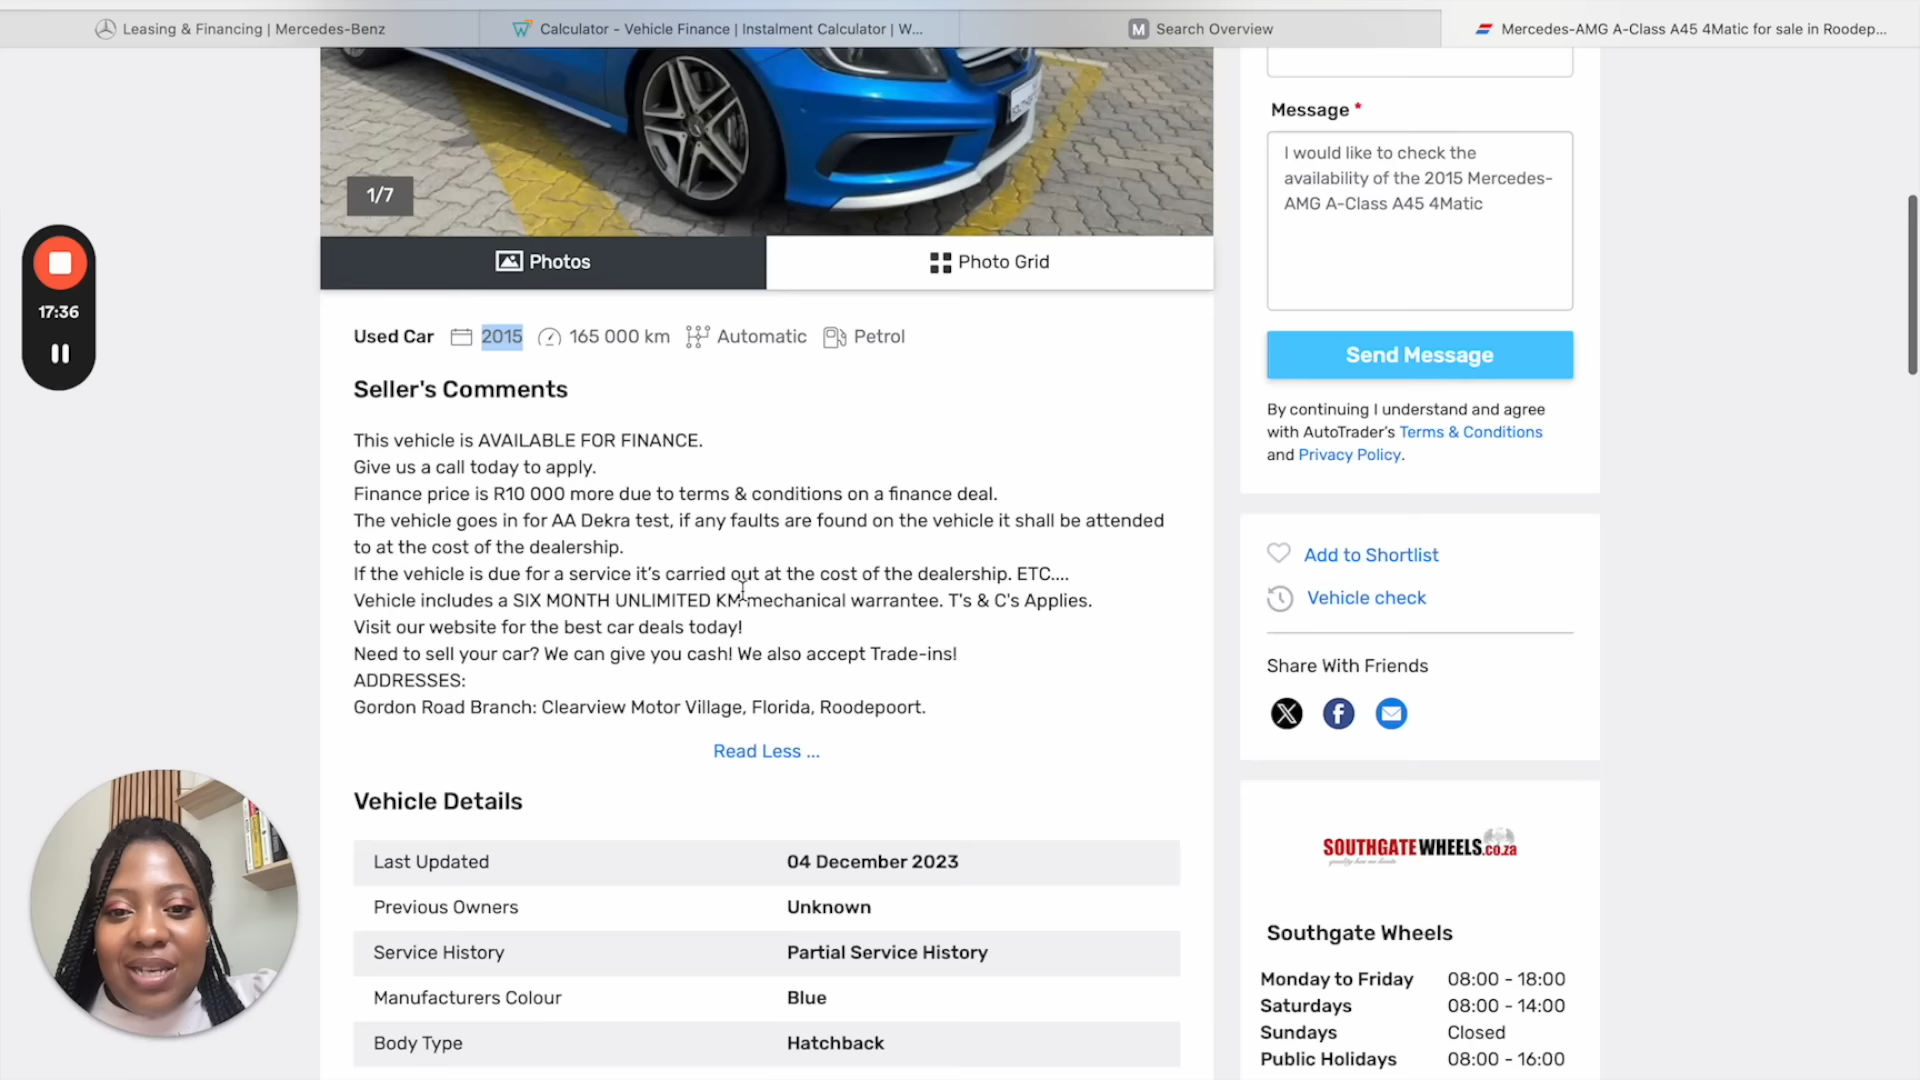 Leasing & Financing | Mercedes-Benz
Calculator - Vehicle Finance | Instalment Calculator | W...
M Search Overview
Mercedes-AMG A-Class A45 4Matic for sale in Roodep...
1/7
Photos
Photo Grid
17:36
Used Car 2015 165 000 km Automatic Petrol
Seller's Comments
This vehicle is AVAILABLE FOR FINANCE.
Give us a call today to apply.
Finance price is R10 000 more due to terms & conditions on a finance deal.
The vehicle goes in for AA Dekra test, if any faults are found on the vehicle it shall be attended
to at the cost of the dealership.
If the vehicle is due for a service it's carried out at the cost of the dealership. ETC....
Vehicle includes a SIX MONTH UNLIMITED KM mechanical warrantee. T's & C's Applies.
Visit our website for the best car deals today!
Need to sell your car? We can give you cash! We also accept Trade-ins!
ADDRESSES:
Gordon Road Branch: Clearview Motor Village, Florida, Roodepoort.
Read Less ...
Vehicle Details
Last Updated 04 December 2023
Previous Owners Unknown
Service History Partial Service History
Manufacturers Colour Blue
Body Type Hatchback
Message *
I would like to check the
availability of the 2015 Mercedes-
AMG A-Class A45 4Matic
Send Message
By continuing I understand and agree
with AutoTrader's Terms & Conditions
and Privacy Policy.
Add to Shortlist
Vehicle check
Share With Friends
SOUTHGATE WHEELS.co.za
Southgate Wheels
Monday to Friday 08:00 - 18:00
Saturdays 08:00 - 14:00
Sundays Closed
Public Holidays 08:00 - 16:00